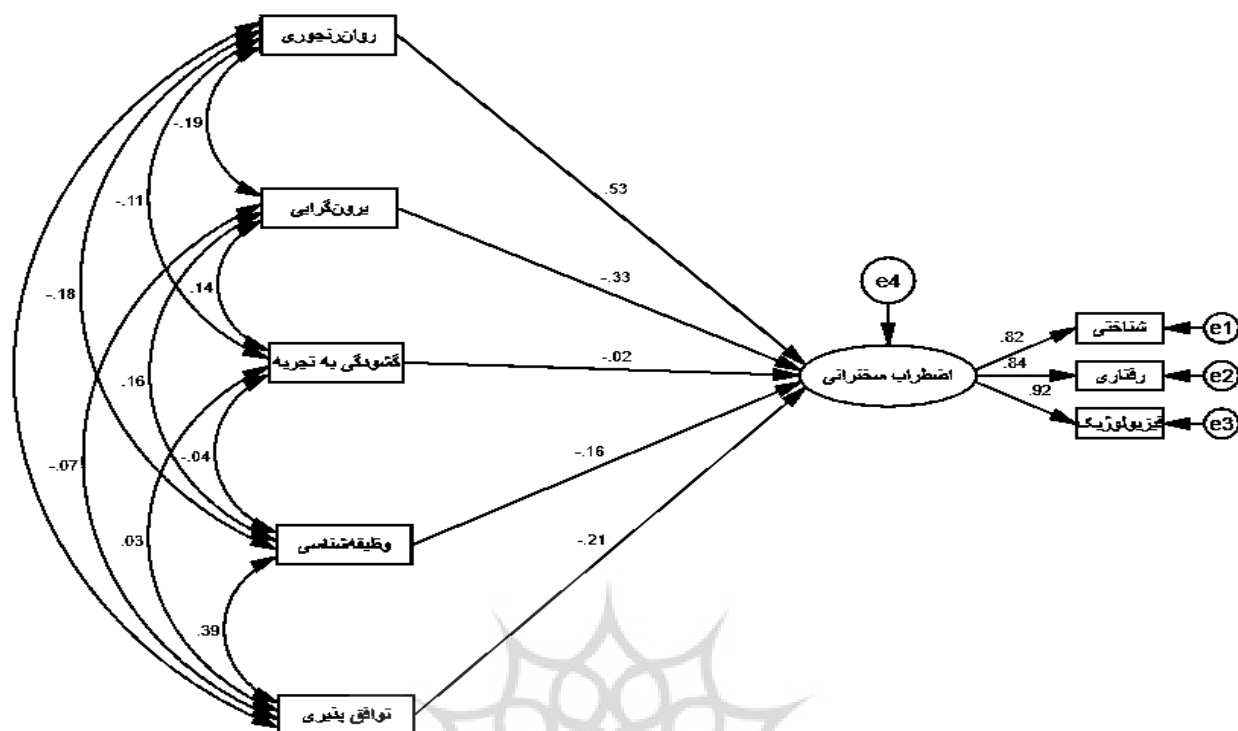 روان‌رنجوری
-.19
.53
-.11
برون‌گرایی
-.33
-.18
.14
e4
شناختی
e1
.82
گشودگی به تجربه
-.02
اضطراب سخنرانی
.84
رفتاری
e2
.92
فیزیولوژیک
e3
.16
-.07
-.04
-.16
.03
وظیفه‌شناسی
-.21
.39
توافق پذیری